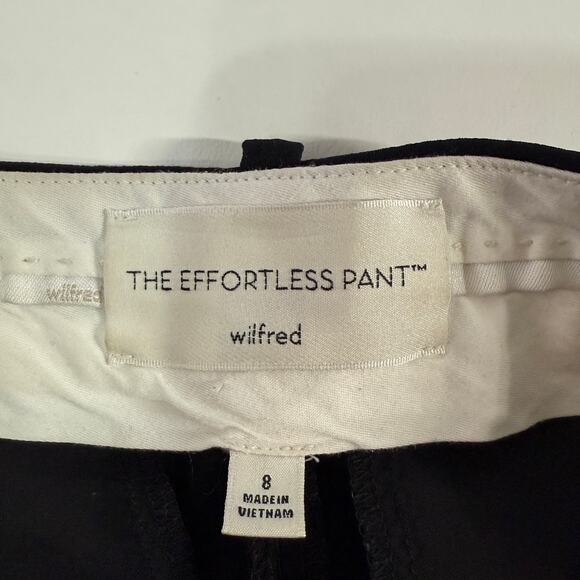 THE EFFORTLESS PANT™
wilfred
wilfred
8
MADE IN
VIETNAM